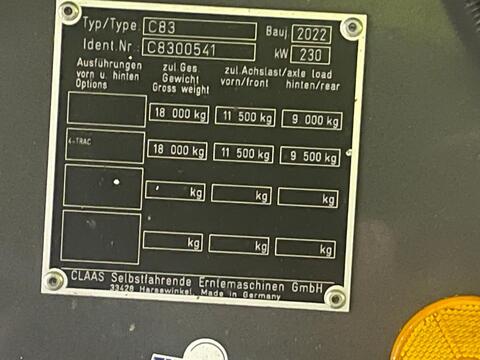 Typ/Type C83 Bauj. 2022
Ident.Nr. C8300541 kW 230
Ausführungen vorn u. hinten Options zul. Ges. Gewicht Gross weight zul. Achslast/axle load vorn/front hinten/rear
18 000 kg 11 500 kg 9 000 kg
4-TRAC 18 000 kg 11 500 kg 9 500 kg
kg kg kg
kg kg kg
CLAAS Selbstfahrende Erntemaschinen GmbH
33428 Harsewinkel, Made in Germany